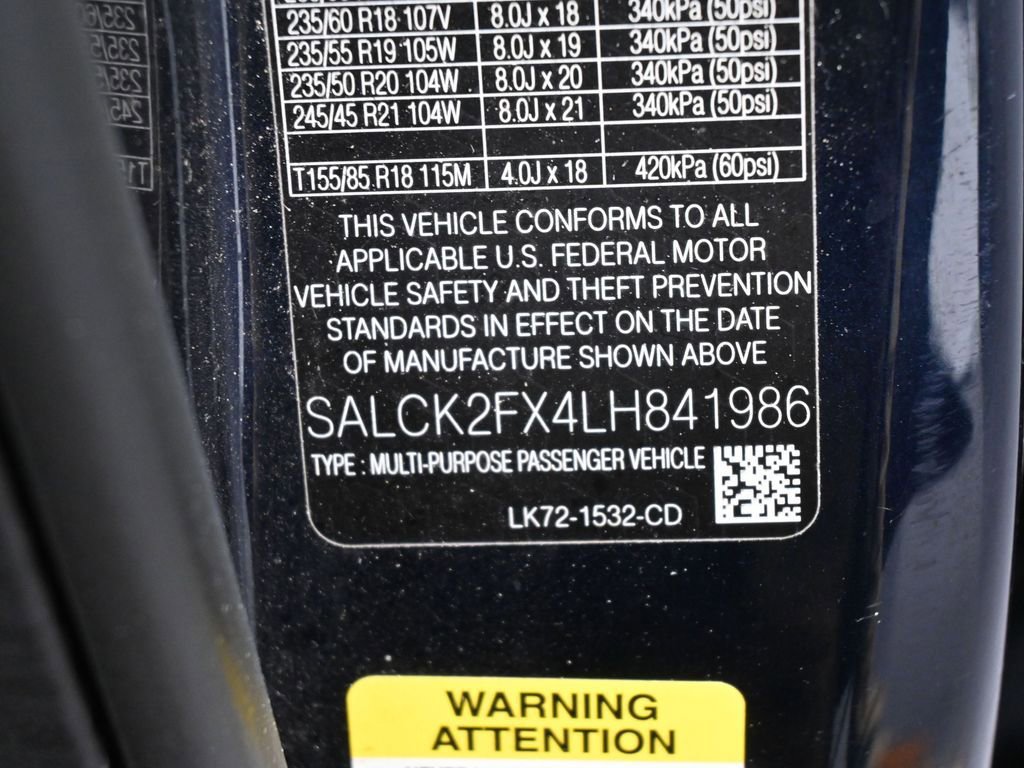 235/60 R18 107V 8.0J x 18 340kPa (50psi)
235/55 R19 105W 8.0J x 19 340kPa (50psi)
235/50 R20 104W 8.0J x 20 340kPa (50psi)
245/45 R21 104W 8.0J x 21 340kPa (50psi)
T155/85 R18 115M 4.0J x 18 420kPa (60psi)
THIS VEHICLE CONFORMS TO ALL
APPLICABLE U.S. FEDERAL MOTOR
VEHICLE SAFETY AND THEFT PREVENTION
STANDARDS IN EFFECT ON THE DATE
OF MANUFACTURE SHOWN ABOVE
SALCK2FX4LH841986
TYPE : MULTI-PURPOSE PASSENGER VEHICLE
LK72-1532-CD
WARNING
ATTENTION